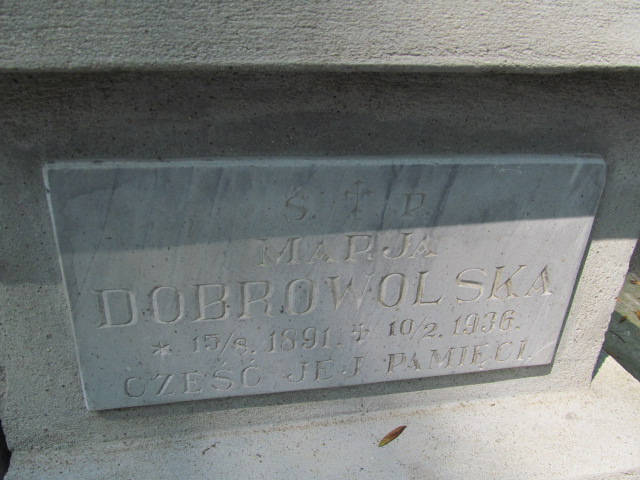 Ś. ✝ P.
MARJA
DOBROWOLSKA
* 15/8. 1891. ✝ 10/2. 1936.
CZEŚĆ JEJ PAMIĘCI.